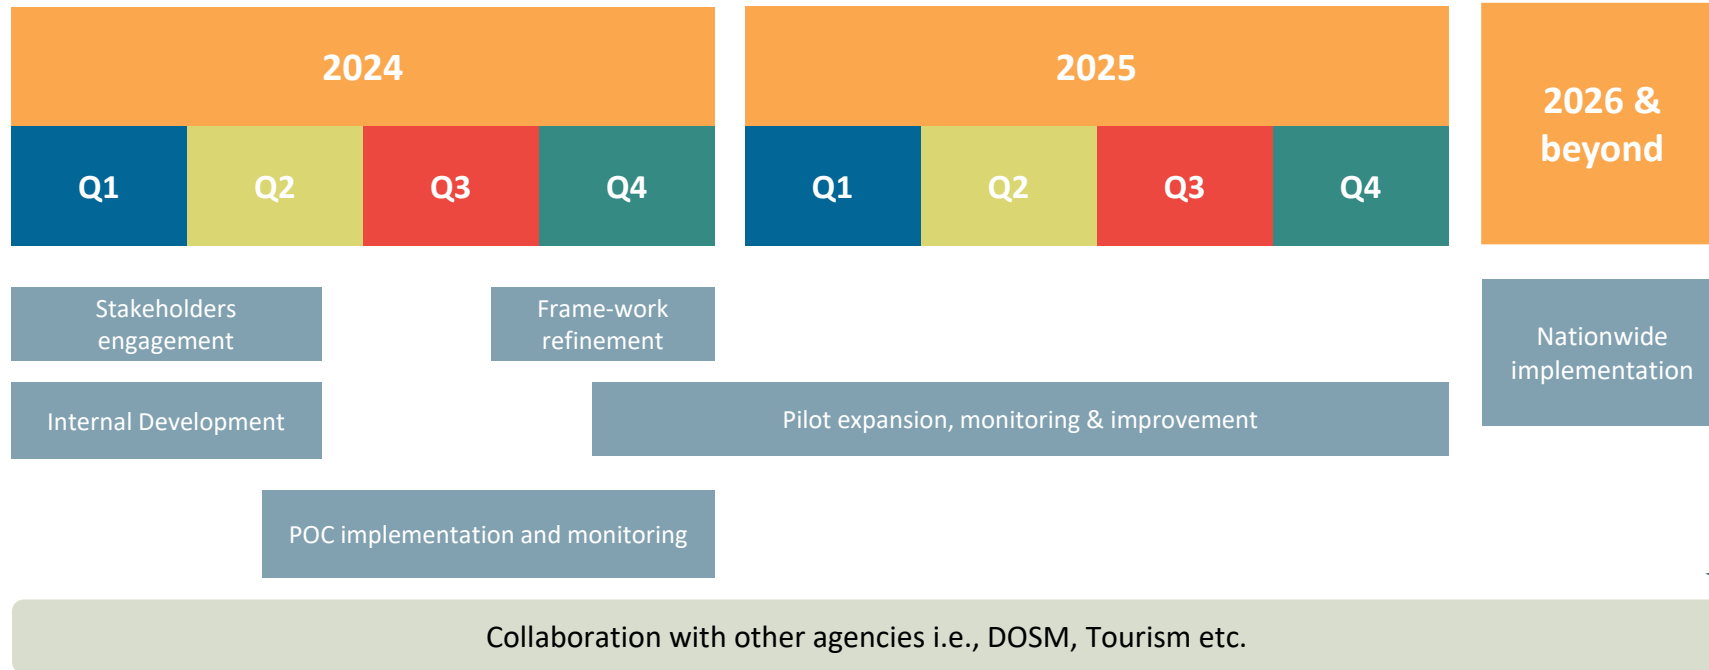 2024
2025
2026 &
beyond
Q1
Q2
Q3
Q4
Q1
Q2
Q3
Q4
Stakeholders
engagement
Frame-work
refinement
Nationwide
implementation
Internal Development
Pilot expansion, monitoring & improvement
POC implementation and monitoring
Collaboration with other agencies i.e., DOSM, Tourism etc.